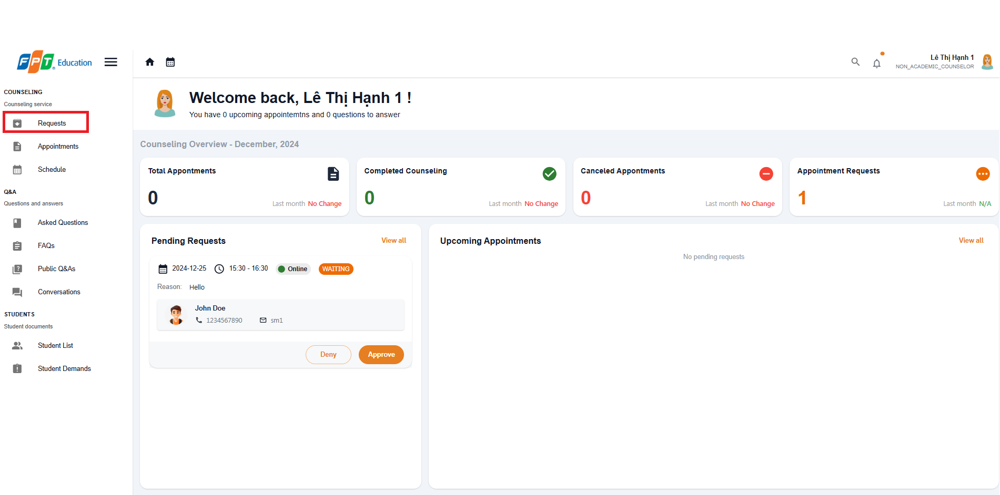 FPT Education
Lê Thị Hạnh 1
NON_ACADEMIC_COUNSELOR
COUNSELING
Counseling service
Requests
Appointments
Schedule
Q&A
Questions and answers
Asked Questions
FAQs
Public Q&As
Conversations
STUDENTS
Student documents
Student List
Student Demands
Welcome back, Lê Thị Hạnh 1 !
You have 0 upcoming appointemtns and 0 questions to answer
Counseling Overview - December, 2024
Total Appontments
0
Last month No Change
Completed Counseling
0
Last month No Change
Canceled Appontments
0
Last month No Change
Appointment Requests
1
Last month N/A
Pending Requests
View all
2024-12-25 15:30 - 16:30 Online WAITING
Reason: Hello
John Doe
1234567890 sm1
Deny Approve
Upcoming Appointments
View all
No pending requests